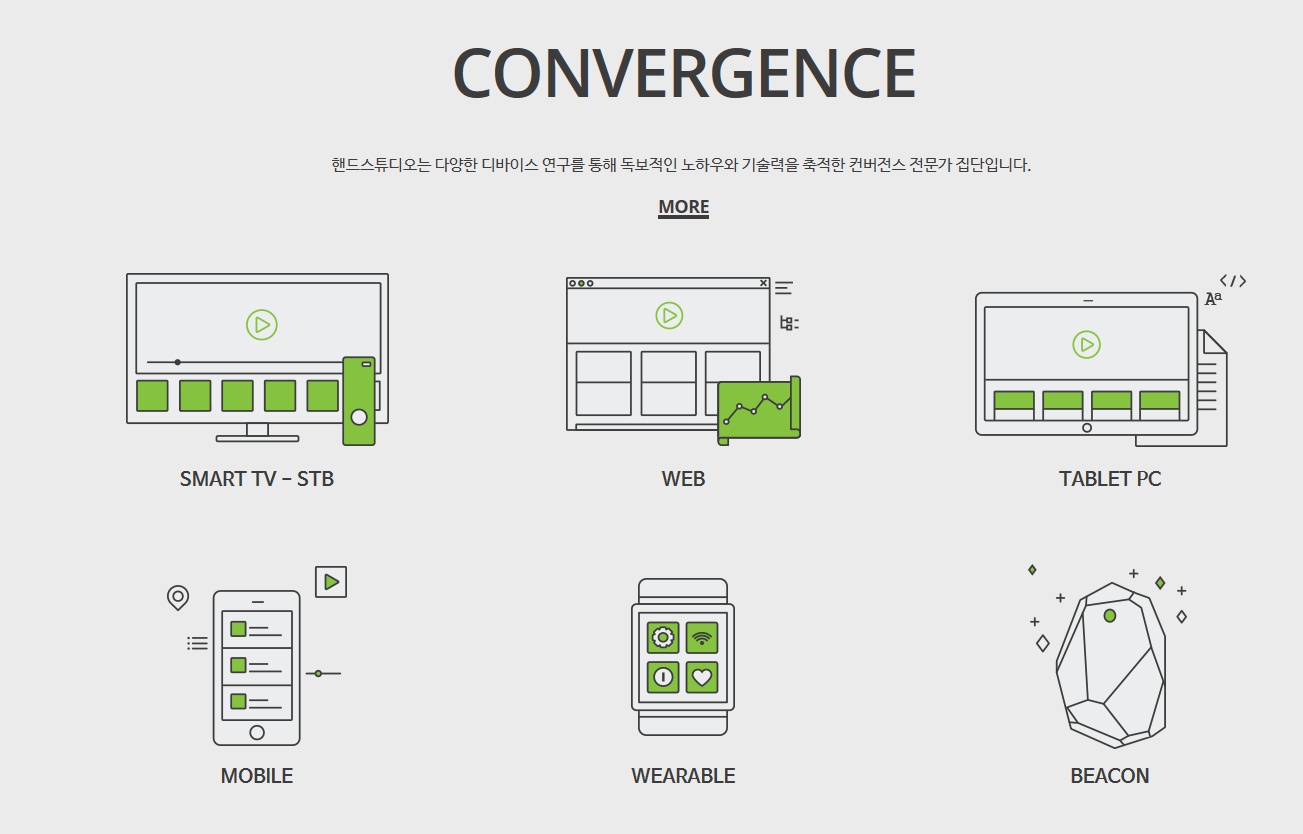 CONVERGENCE
핸드스튜디오는 다양한 디바이스 연구를 통해 독보적인 노하우와 기술력을 축적한 컨버전스 전문가 집단입니다.
MORE
</>
Aa
SMART TV – STB
WEB
TABLET PC
MOBILE
WEARABLE
BEACON